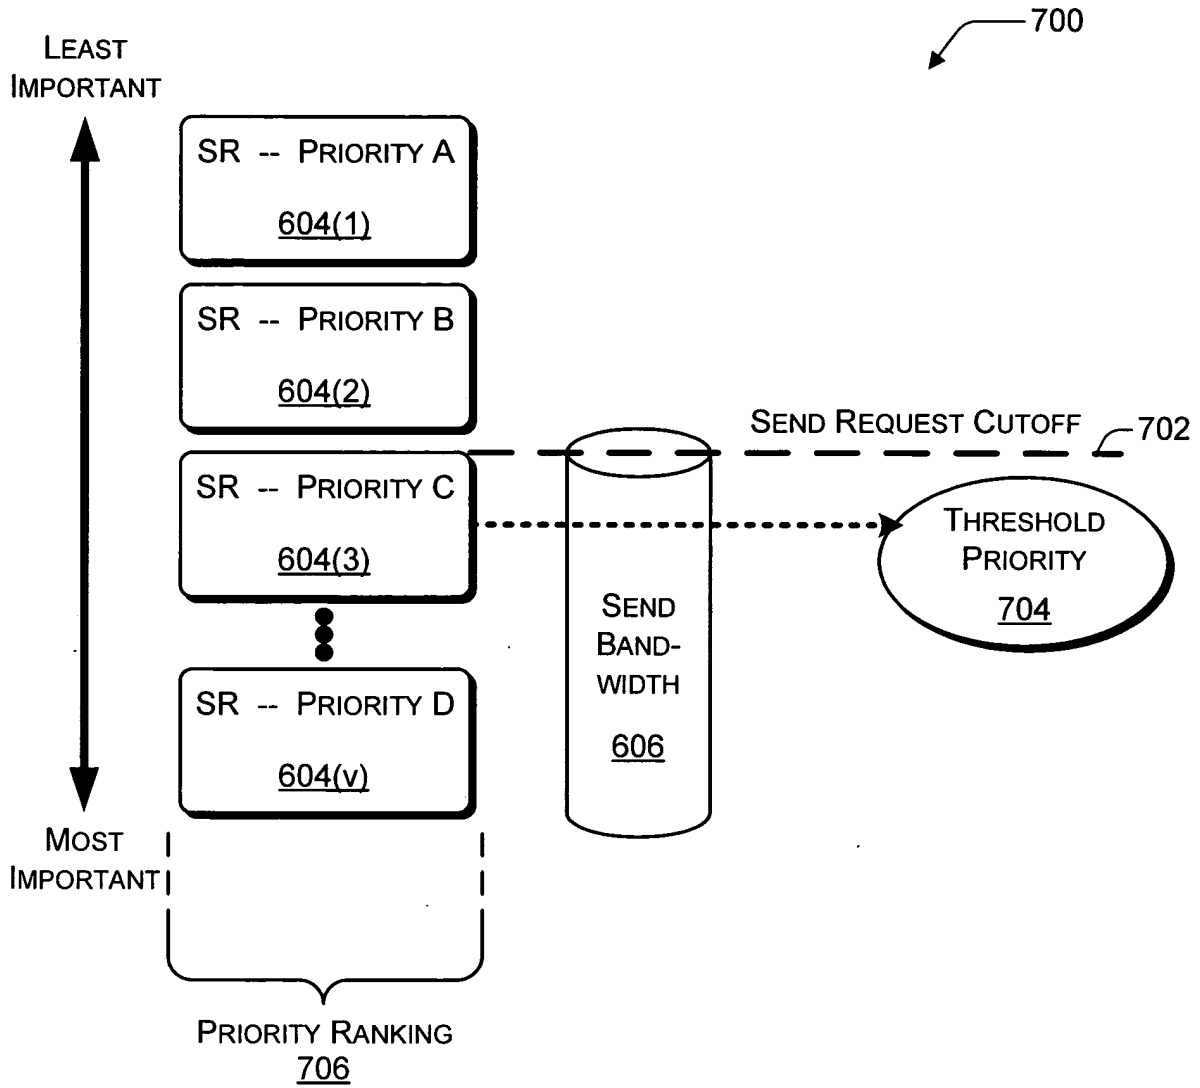 700
LEAST
IMPORTANT
SR -- PRIORITY A
604(1)
SR -- PRIORITY B
604(2)
SEND REQUEST CUTOFF
702
SR -- PRIORITY C
604(3)
THRESHOLD
PRIORITY
704
SEND
BAND-
WIDTH
606
SR -- PRIORITY D
604(v)
MOST
IMPORTANT
PRIORITY RANKING
706